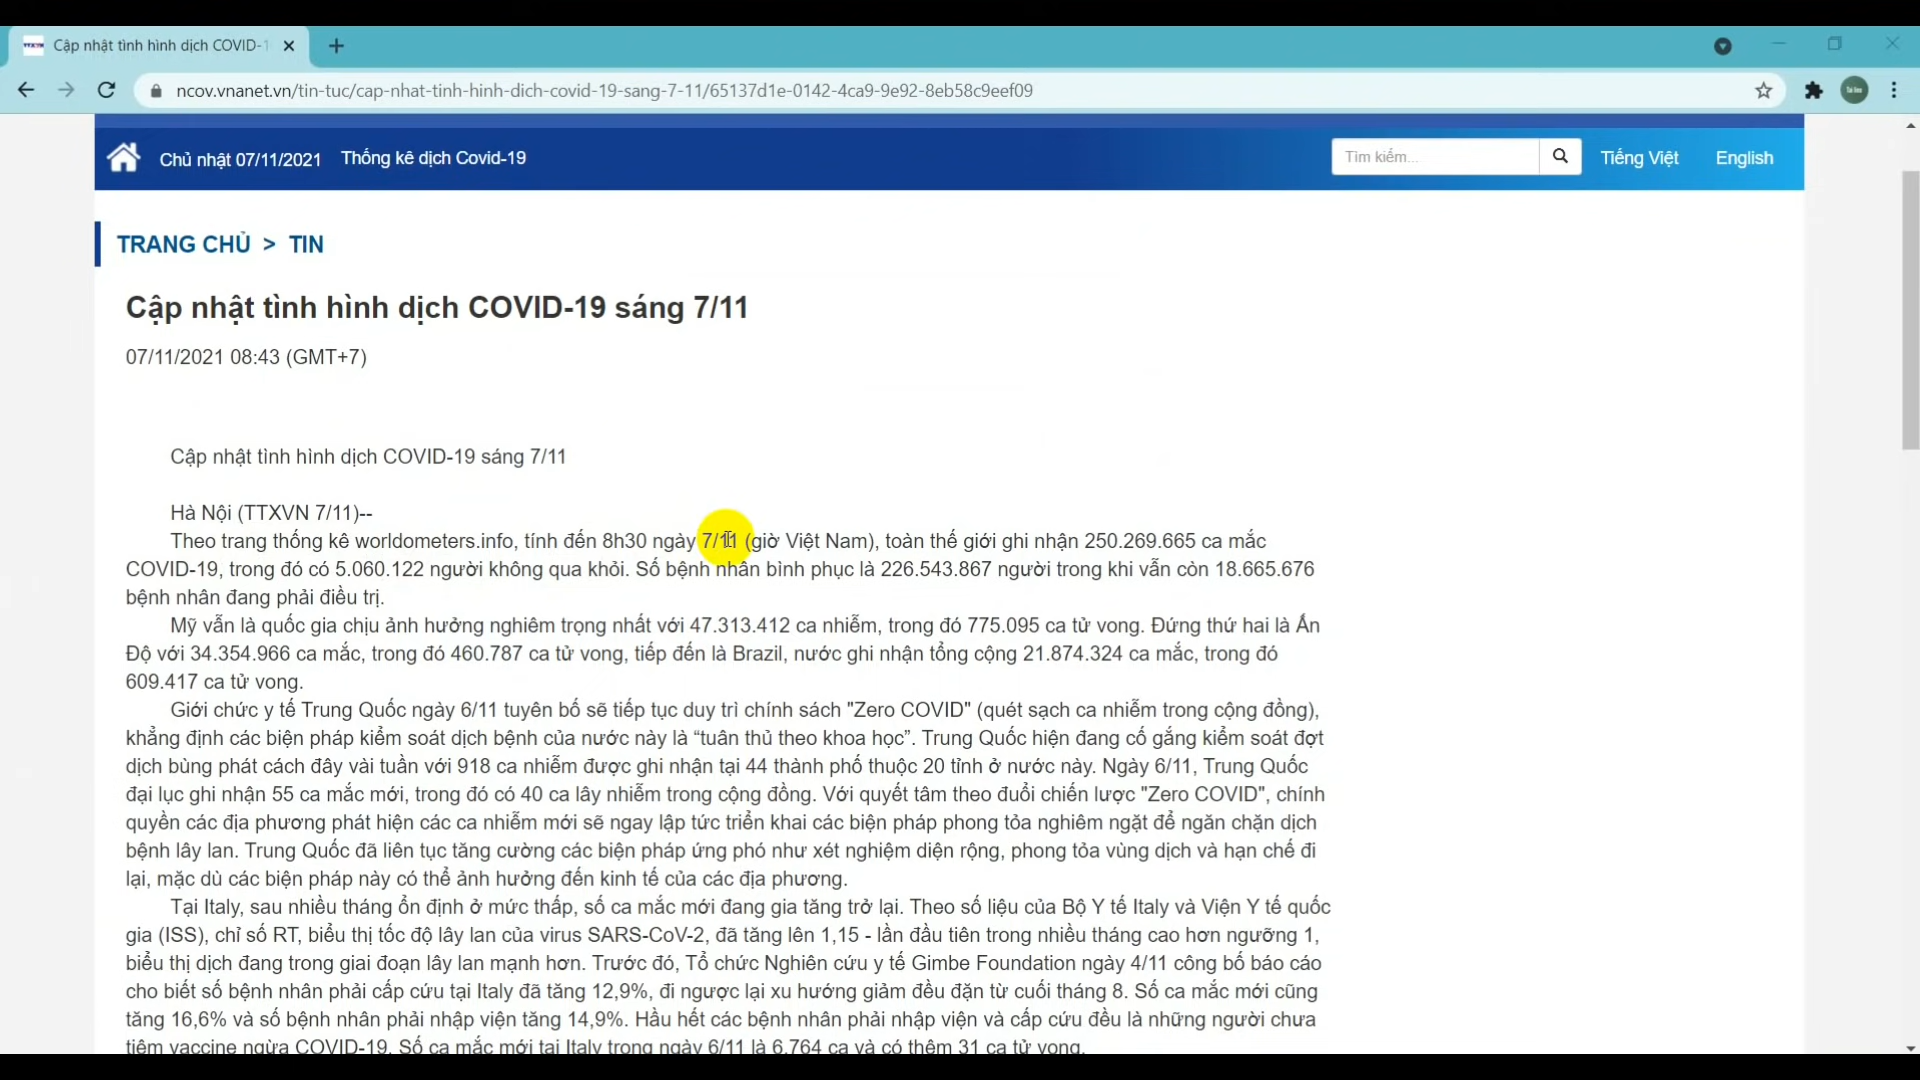 Cập nhật tình hình dịch COVID-1
ncov.vnanet.vn/tin-tuc/cap-nhat-tinh-hinh-dich-covid-19-sang-7-11/65137d1e-0142-4ca9-9e92-8eb58c9eef09
Chủ nhật 07/11/2021 Thống kê dịch Covid-19 Tìm kiếm... Tiếng Việt English
TRANG CHỦ > TIN
Cập nhật tình hình dịch COVID-19 sáng 7/11
07/11/2021 08:43 (GMT+7)
Cập nhật tình hình dịch COVID-19 sáng 7/11
Hà Nội (TTXVN 7/11)--
Theo trang thống kê worldometers.info, tính đến 8h30 ngày 7/11 (giờ Việt Nam), toàn thế giới ghi nhận 250.269.665 ca mắc
COVID-19, trong đó có 5.060.122 người không qua khỏi. Số bệnh nhân bình phục là 226.543.867 người trong khi vẫn còn 18.665.676
bệnh nhân đang phải điều trị.
Mỹ vẫn là quốc gia chịu ảnh hưởng nghiêm trọng nhất với 47.313.412 ca nhiễm, trong đó 775.095 ca tử vong. Đứng thứ hai là Ấn
Độ với 34.354.966 ca mắc, trong đó 460.787 ca tử vong, tiếp đến là Brazil, nước ghi nhận tổng cộng 21.874.324 ca mắc, trong đó
609.417 ca tử vong.
Giới chức y tế Trung Quốc ngày 6/11 tuyên bố sẽ tiếp tục duy trì chính sách "Zero COVID" (quét sạch ca nhiễm trong cộng đồng),
khẳng định các biện pháp kiểm soát dịch bệnh của nước này là “tuân thủ theo khoa học”. Trung Quốc hiện đang cố gắng kiểm soát đợt
dịch bùng phát cách đây vài tuần với 918 ca nhiễm được ghi nhận tại 44 thành phố thuộc 20 tỉnh ở nước này. Ngày 6/11, Trung Quốc
đại lục ghi nhận 55 ca mắc mới, trong đó có 40 ca lây nhiễm trong cộng đồng. Với quyết tâm theo đuổi chiến lược "Zero COVID", chính
quyền các địa phương phát hiện các ca nhiễm mới sẽ ngay lập tức triển khai các biện pháp phong tỏa nghiêm ngặt để ngăn chặn dịch
bệnh lây lan. Trung Quốc đã liên tục tăng cường các biện pháp ứng phó như xét nghiệm diện rộng, phong tỏa vùng dịch và hạn chế đi
lại, mặc dù các biện pháp này có thể ảnh hưởng đến kinh tế của các địa phương.
Tại Italy, sau nhiều tháng ổn định ở mức thấp, số ca mắc mới đang gia tăng trở lại. Theo số liệu của Bộ Y tế Italy và Viện Y tế quốc
gia (ISS), chỉ số RT, biểu thị tốc độ lây lan của virus SARS-CoV-2, đã tăng lên 1,15 - lần đầu tiên trong nhiều tháng cao hơn ngưỡng 1,
biểu thị dịch đang trong giai đoạn lây lan mạnh hơn. Trước đó, Tổ chức Nghiên cứu y tế Gimbe Foundation ngày 4/11 công bố báo cáo
cho biết số bệnh nhân phải cấp cứu tại Italy đã tăng 12,9%, đi ngược lại xu hướng giảm đều đặn từ cuối tháng 8. Số ca mắc mới cũng
tăng 16,6% và số bệnh nhân phải nhập viện tăng 14,9%. Hầu hết các bệnh nhân phải nhập viện và cấp cứu đều là những người chưa
tiêm vaccine ngừa COVID-19. Số ca mắc mới tại Italy trong ngày 6/11 là 6.764 ca và có thêm 31 ca tử vong.